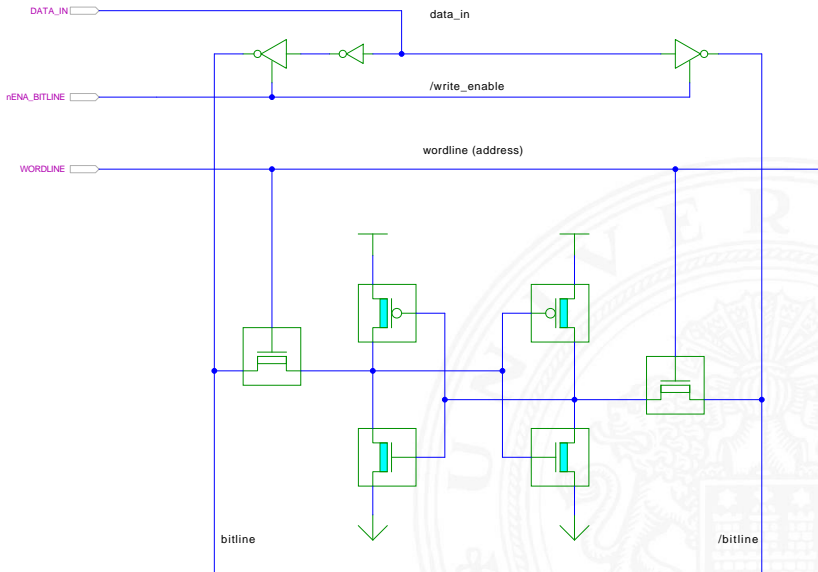 DATA_IN
data_in
nENA_BITLINE
/write_enable
WORDLINE
wordline (address)
bitline
/bitline